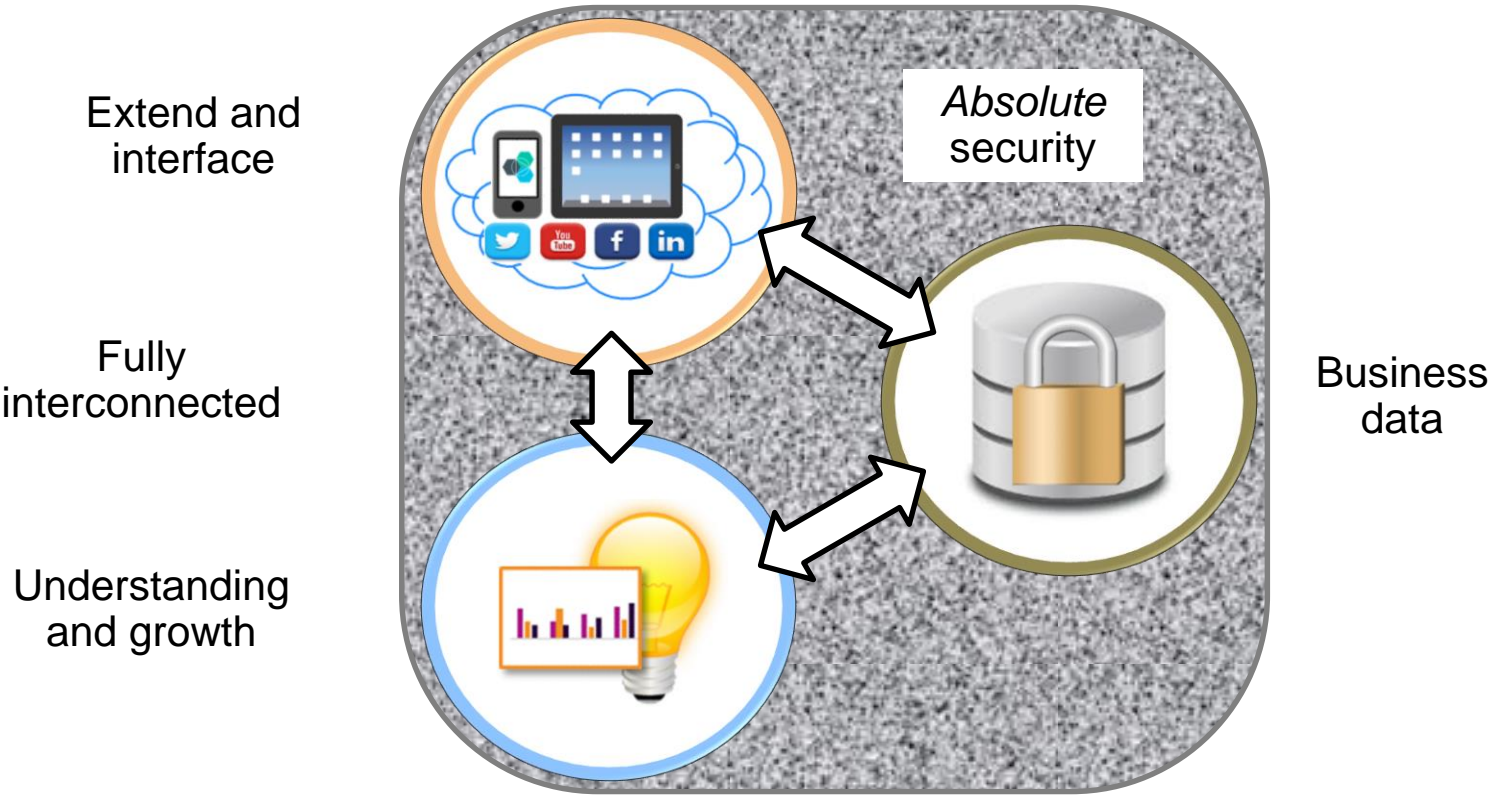 Extend and
interface
Absolute
security
You
Tube
f
in
Fully
interconnected
Business
data
Understanding
and growth